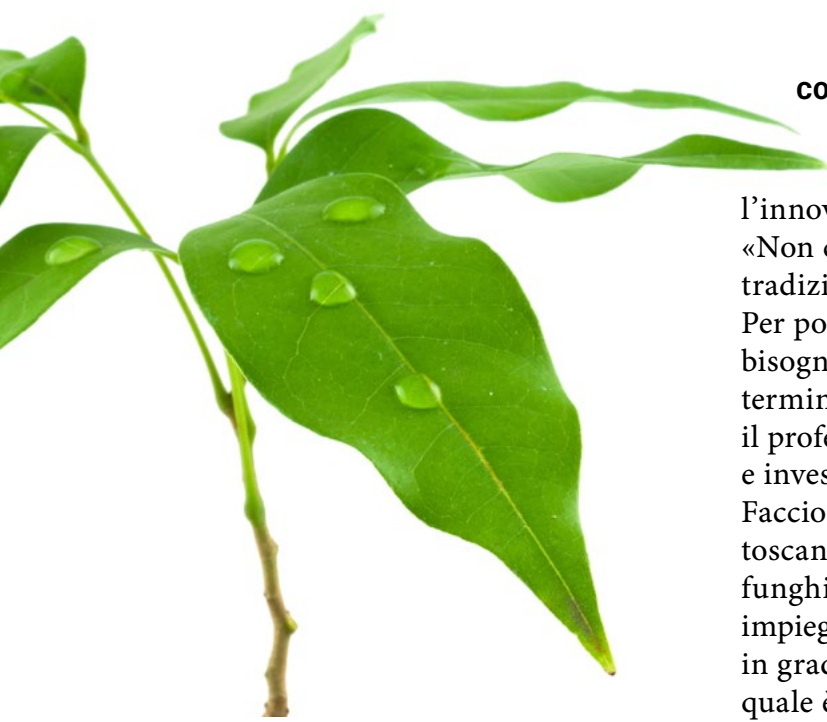 co
l’innov
«Non
tradizi
Per po
bisogn
termin
il profe
e inves
Faccio
toscan
funghi
impieg
in grad
quale è